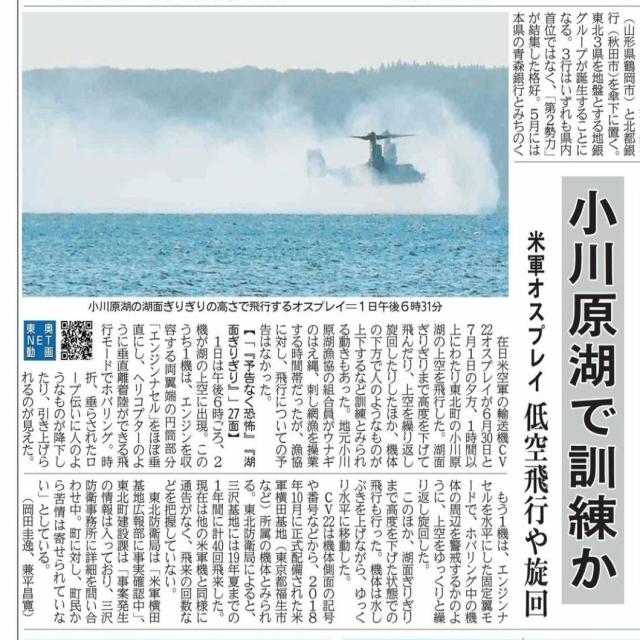 （山形県鶴岡市）と北都銀
行（秋田市）を傘下に置く。
東北３県を地盤とする地銀
グループが誕生することに
なる。３行はいずれも県内
首位ではなく、「第２勢力」
が結集した格好。５月には
本県の青森銀行とみちのく
小川原湖で訓練か
米軍オスプレイ 低空飛行や旋回
小川原湖の湖面ぎりぎりの高さで飛行するオスプレイ＝１日午後６時31分
在日米空軍の輸送機ＣＶ
22オスプレイが６月30日と
７月１日の夕方、１時間以
上にわたり東北町の小川原
湖の上空を飛行した。湖面
ぎりぎりまで高度を下げて
飛んだり、上空を繰り返し
旋回したりしたほか、機体
の下方で人のようなものが
上下するなど訓練とみられ
る動きもあった。地元小川
原湖漁協の組合員がウナギ
のはえ縄、刺し網漁を操業
する時間帯だったが、漁協
に対し、飛行についての予
告はなかった。
【「『予告なく恐怖』『湖
面ぎりぎり』」27面】
１日は午後６時ごろ、２
機が湖の上空に出現。この
うち１機は、エンジンを収
容する両翼端の円筒部分
「エンジンナセル」をほぼ垂
直にし、ヘリコプターのよ
うに垂直離着陸ができる飛
行モードでホバリング。時
折、垂らされたロ
ープ伝いに人のよ
うなものが降下し
たり、引き上げら
れるのが見えた。
東奥
NET
動画
もう１機は、エンジンナ
セルを水平にした固定翼モ
ードで、ホバリング中の機
体の周辺を警戒するかのよ
うに、上空をゆっくりと繰
り返し旋回した。
このほか、湖面ぎりぎり
まで高度を下げた状態での
飛行も行った。機体は水し
ぶきを上げながら、ゆっく
り水平に移動した。
ＣＶ22は機体側面の記号
や番号などから、２０１８
年10月に正式配備された米
軍横田基地（東京都福生市
など）所属の機体とみられ
る。東北防衛局によると、
三沢基地には19年夏までの
１年間に計40回飛来した。
現在は他の米軍機と同様に
通告がなく、飛来の回数な
どを把握していない。
東北防衛局は「米軍横田
基地広報部に事実確認中」、
東北町建設課は「事案発生
の情報は入っており、三沢
防衛事務所に詳細を問い合
わせ中。町に対し、町民か
ら苦情は寄せられていな
い」としている。
（岡田圭逸、兼平昌寛）